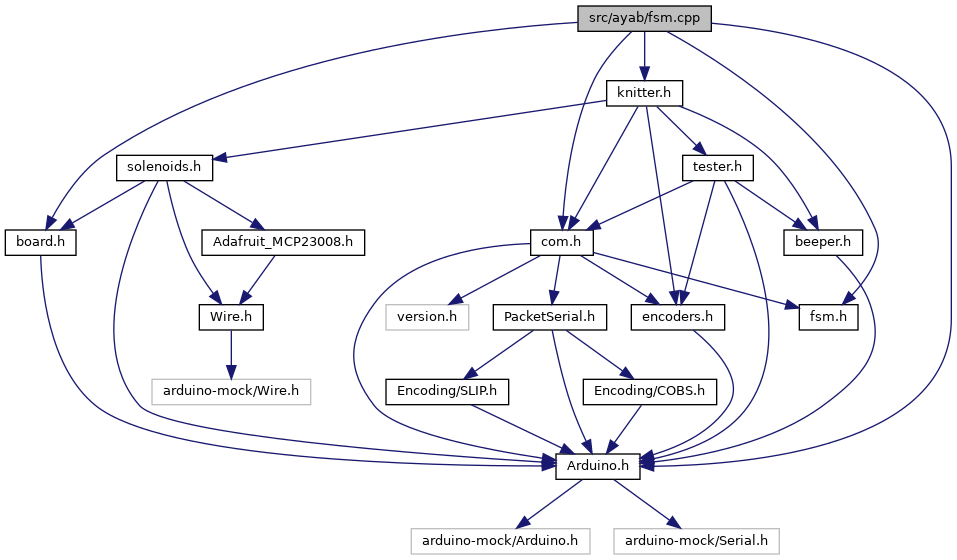 src/ayab/fsm.cpp
knitter.h
solenoids.h
tester.h
board.h
Adafruit_MCP23008.h
com.h
beeper.h
Wire.h
version.h
PacketSerial.h
encoders.h
fsm.h
arduino-mock/Wire.h
Encoding/SLIP.h
Encoding/COBS.h
Arduino.h
arduino-mock/Arduino.h
arduino-mock/Serial.h